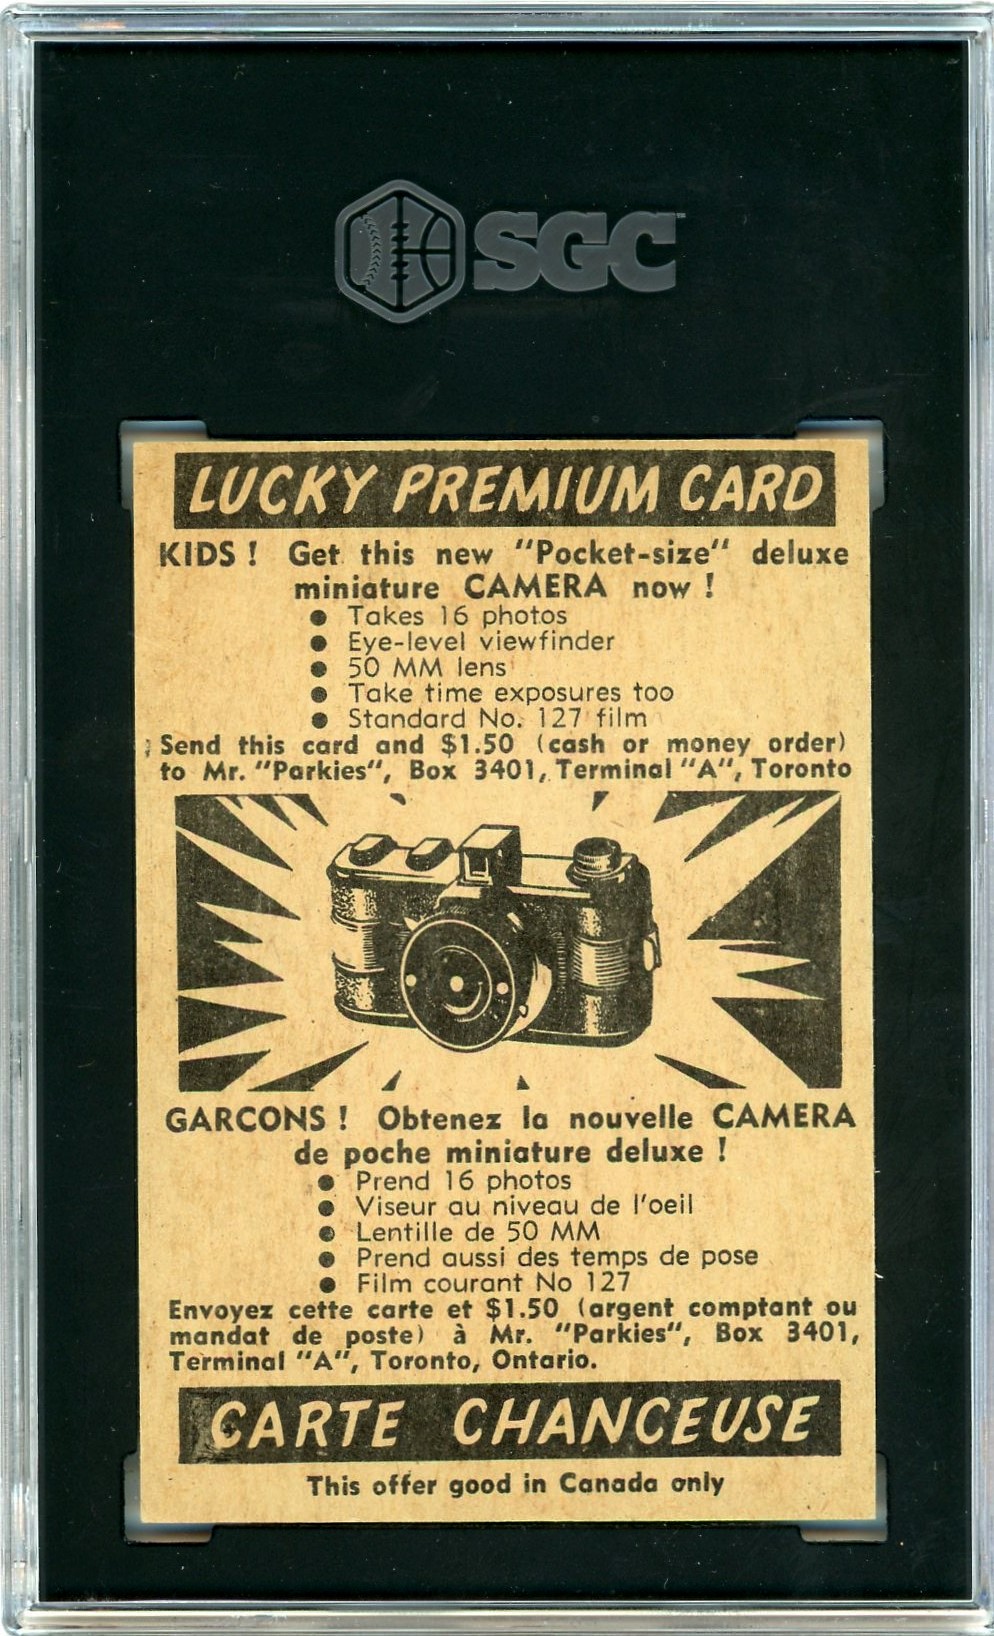 SGC
LUCKY PREMIUM CARD
KIDS ! Get this new "Pocket-size" deluxe
miniature CAMERA now !
● Takes 16 photos
● Eye-level viewfinder
● 50 MM lens
● Take time exposures too
● Standard No. 127 film
Send this card and $1.50 (cash or money order)
to Mr. "Parkies", Box 3401, Terminal "A", Toronto
GARCONS ! Obtenez la nouvelle CAMERA
de poche miniature deluxe !
● Prend 16 photos
● Viseur au niveau de l'oeil
● Lentille de 50 MM
● Prend aussi des temps de pose
● Film courant No 127
Envoyez cette carte et $1.50 (argent comptant ou
mandat de poste) à Mr. "Parkies", Box 3401,
Terminal "A", Toronto, Ontario.
CARTE CHANCEUSE
This offer good in Canada only